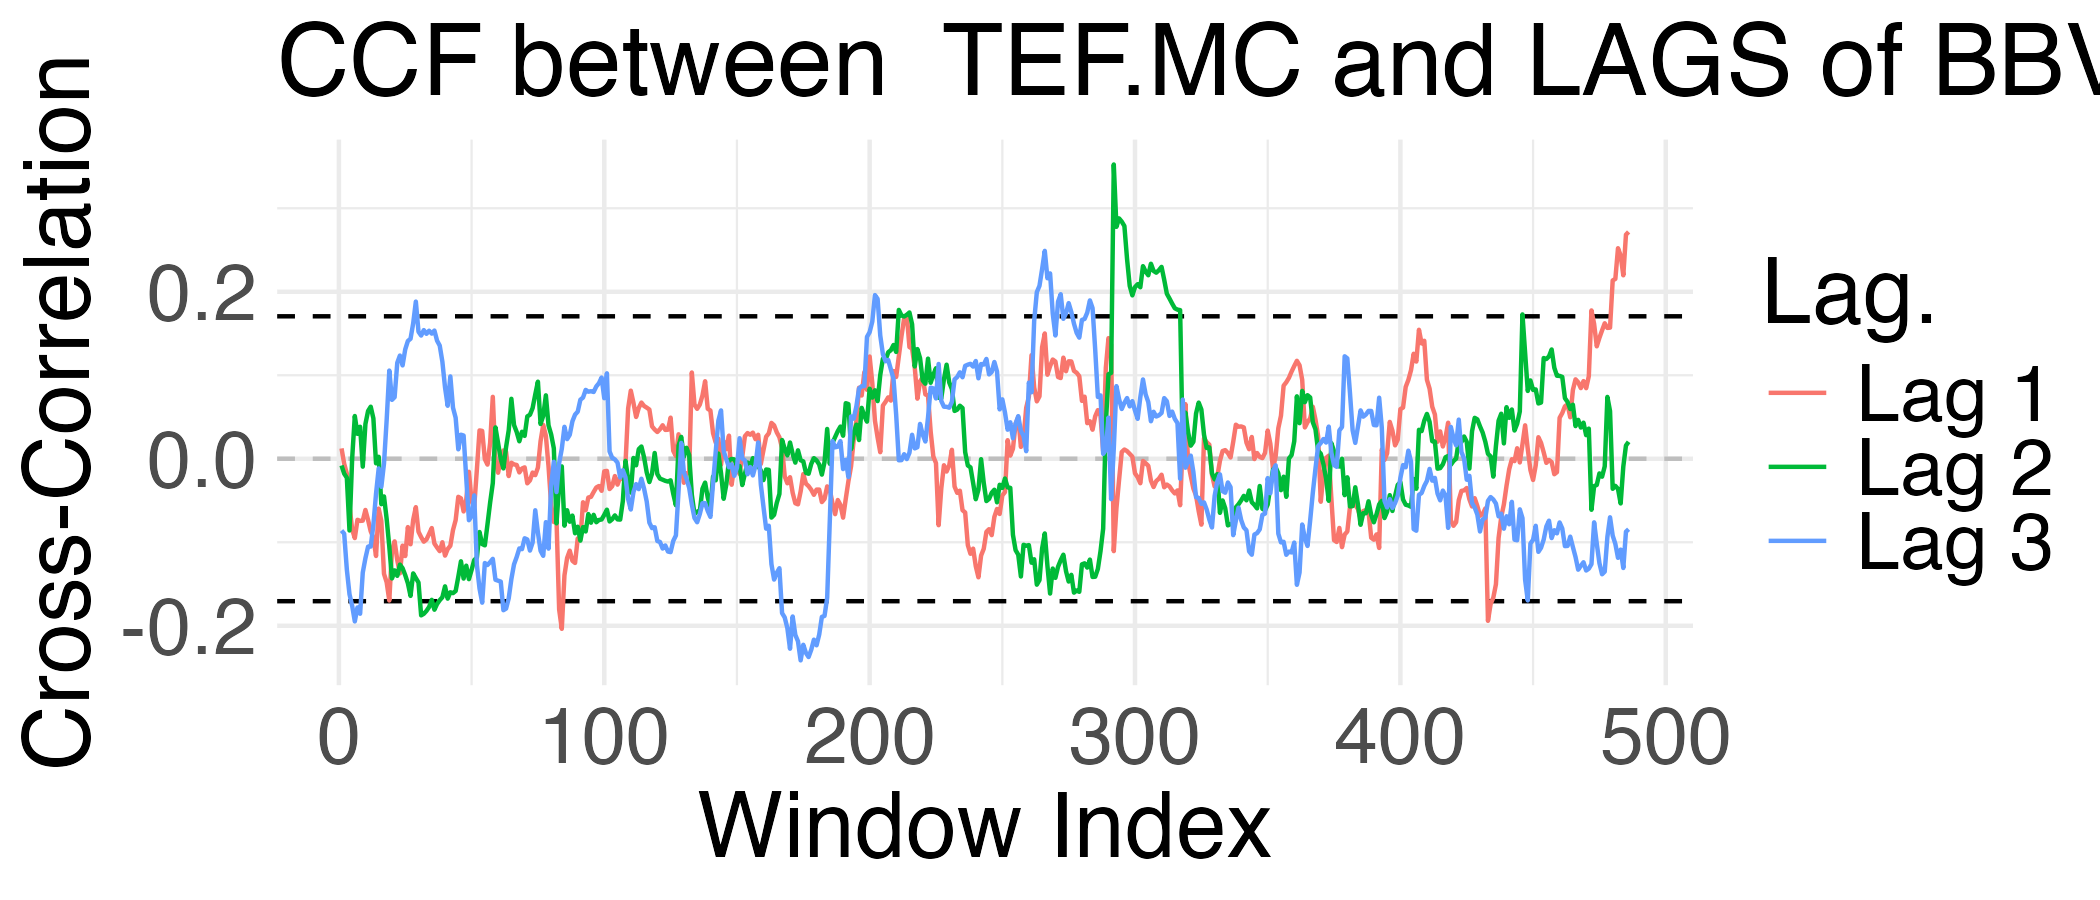 CCF between  TEF.MC and LAGS of BBV
Cross-Correlation
0.2
0.0
-0.2
0
100
200
300
400
500
Window Index
Lag.
Lag 1
Lag 2
Lag 3